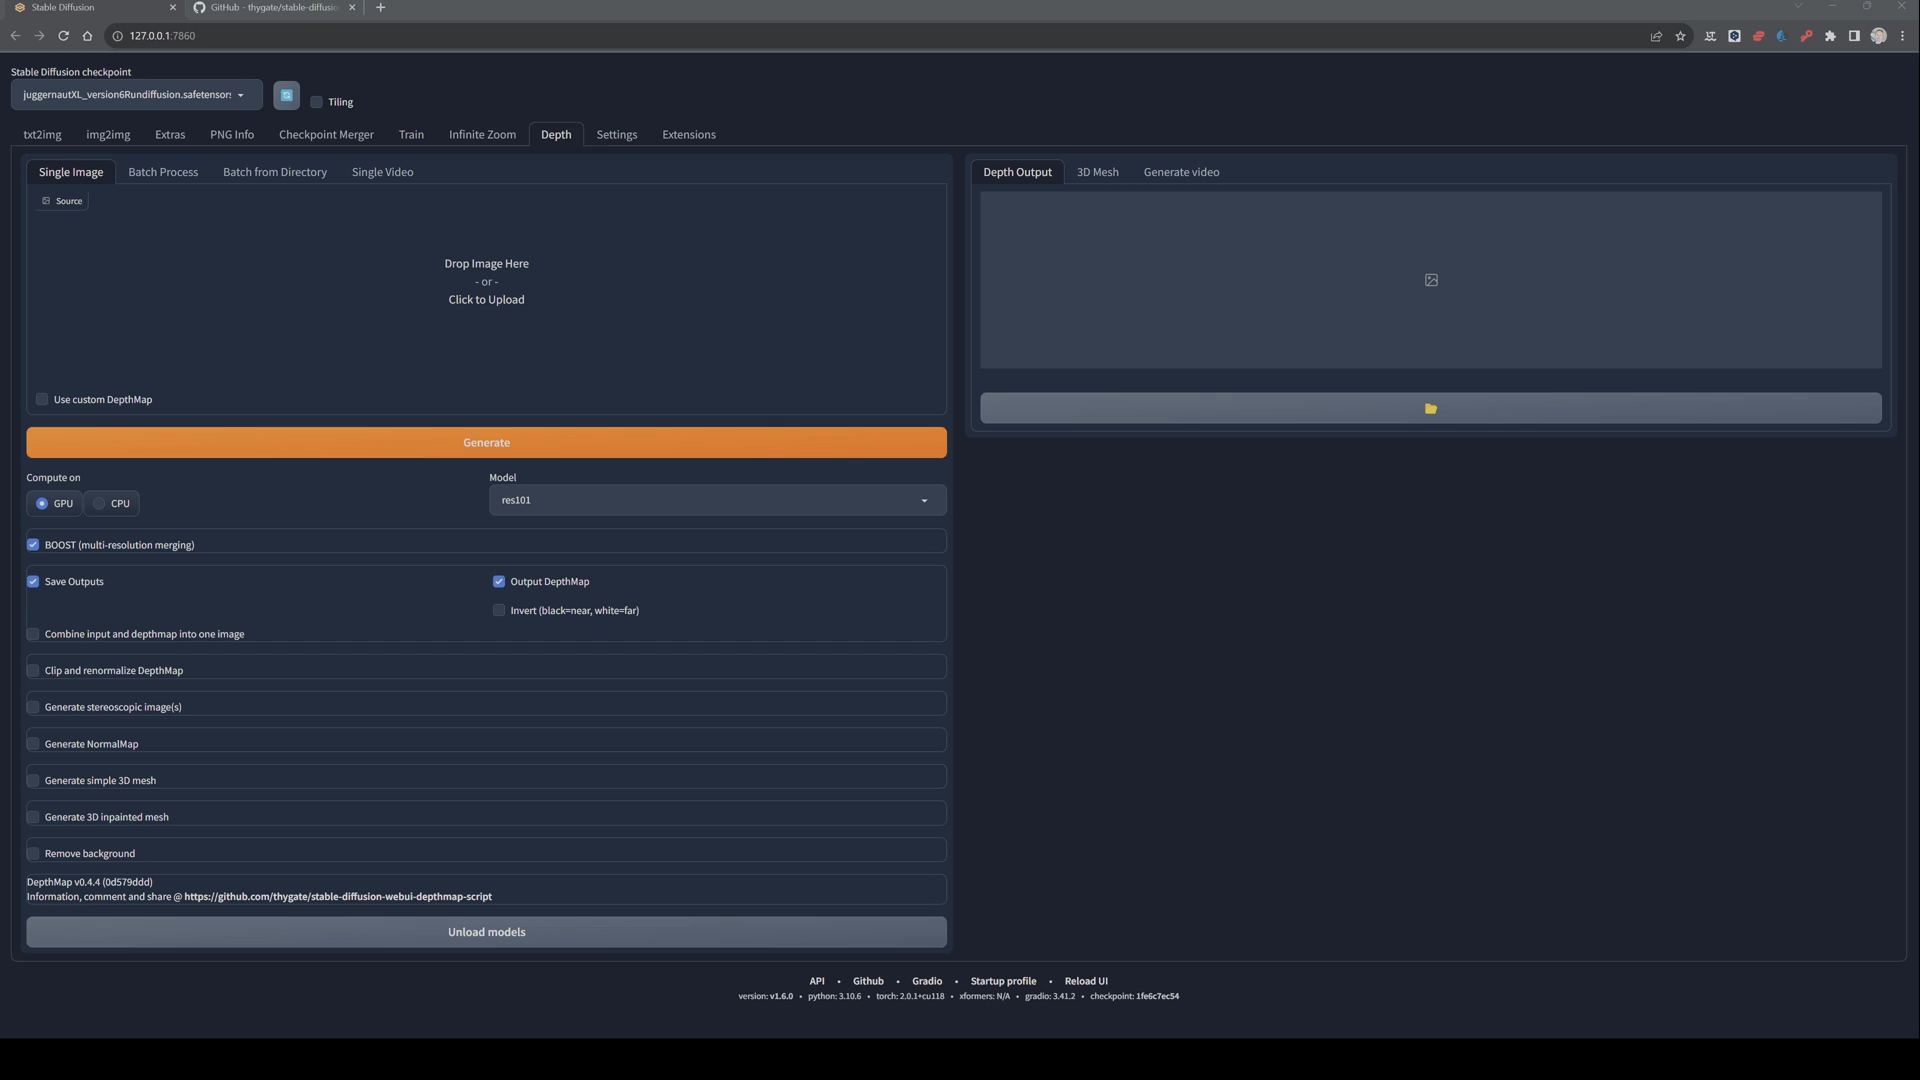 Stable Diffusion
GitHub - thygate/stable-diffusio
127.0.0.1:7860
Stable Diffusion checkpoint
juggernautXL_version6Rundiffusion.safetensors
Tiling
txt2img
img2img
Extras
PNG Info
Checkpoint Merger
Train
Infinite Zoom
Depth
Settings
Extensions
Single Image
Batch Process
Batch from Directory
Single Video
Depth Output
3D Mesh
Generate video
Source
Drop Image Here
- or -
Click to Upload
Use custom DepthMap
Generate
Compute on
GPU
CPU
Model
res101
BOOST (multi-resolution merging)
Save Outputs
Output DepthMap
Invert (black=near, white=far)
Combine input and depthmap into one image
Clip and renormalize DepthMap
Generate stereoscopic image(s)
Generate NormalMap
Generate simple 3D mesh
Generate 3D inpainted mesh
Remove background
DepthMap v0.4.4 (0d579ddd)
Information, comment and share @ https://github.com/thygate/stable-diffusion-webui-depthmap-script
Unload models
API • Github • Gradio • Startup profile • Reload UI
version: v1.6.0 • python: 3.10.6 • torch: 2.0.1+cu118 • xformers: N/A • gradio: 3.41.2 • checkpoint: 1fe6c7ec54